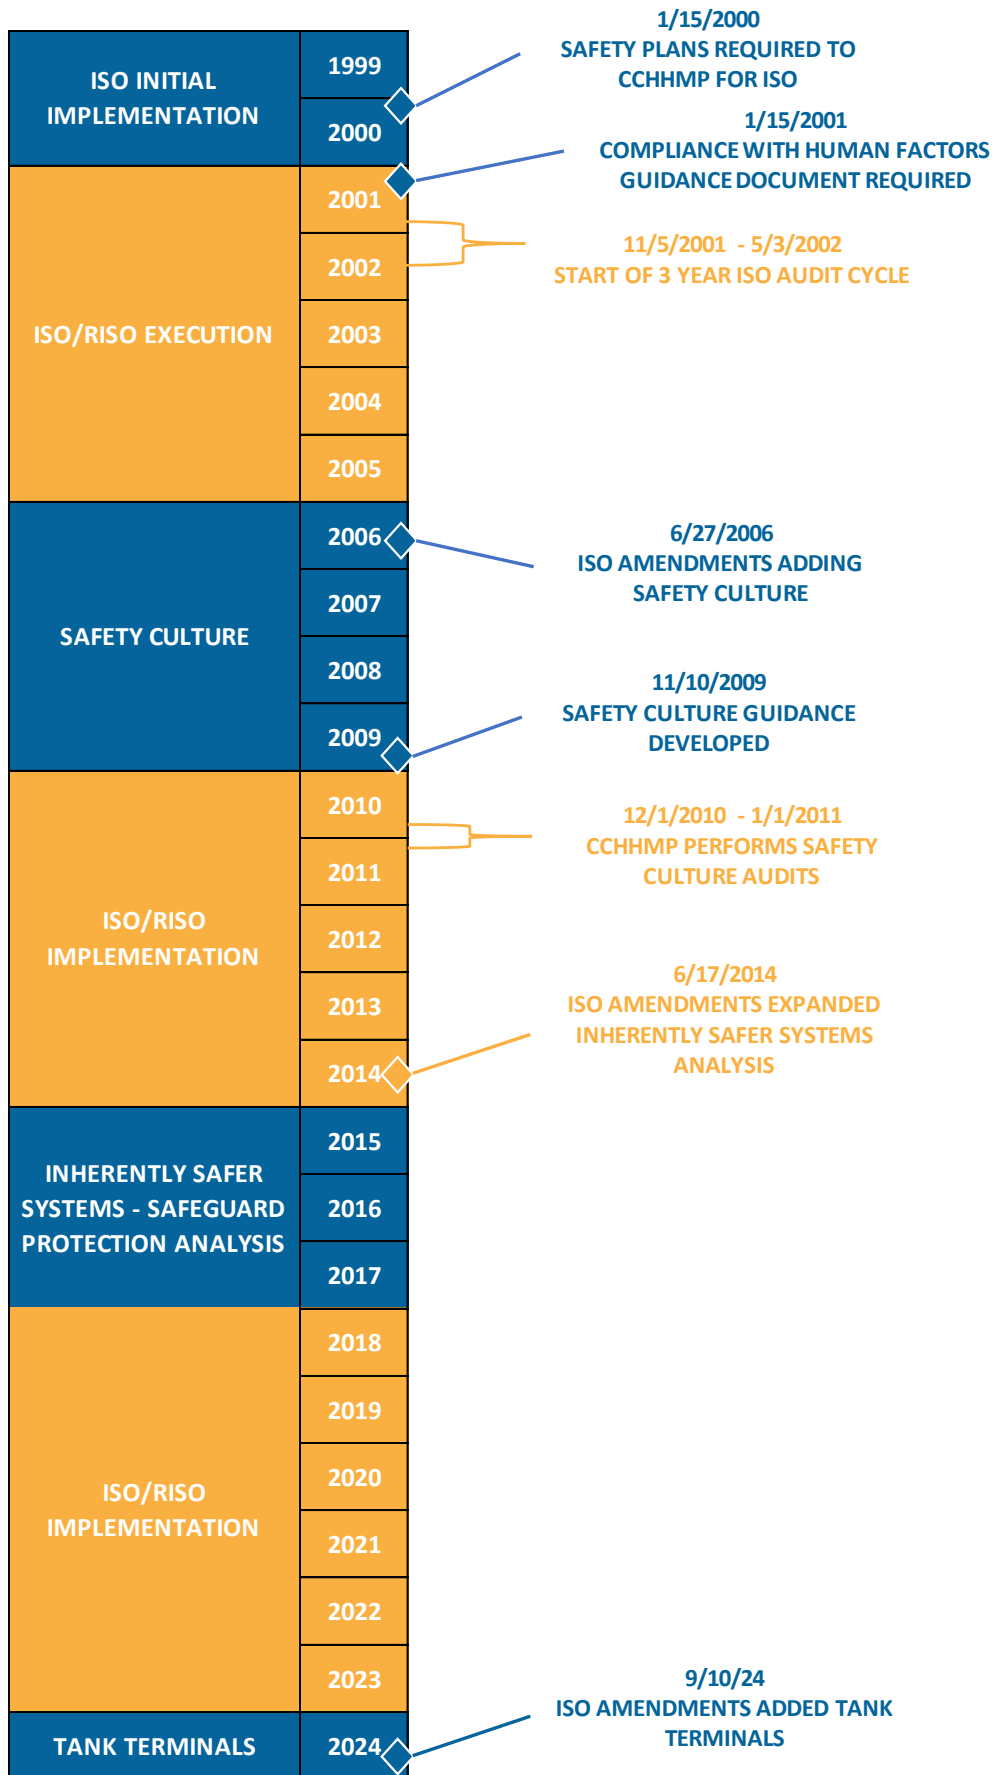 1/15/2000
SAFETY PLANS REQUIRED TO
CCHHMP FOR ISO
ISO INITIAL
IMPLEMENTATION
1999
2000
1/15/2001
COMPLIANCE WITH HUMAN FACTORS
GUIDANCE DOCUMENT REQUIRED
ISO/RISO EXECUTION
2001
2002
2003
2004
2005
11/5/2001 - 5/3/2002
START OF 3 YEAR ISO AUDIT CYCLE
SAFETY CULTURE
2006
2007
2008
2009
6/27/2006
ISO AMENDMENTS ADDING
SAFETY CULTURE
11/10/2009
SAFETY CULTURE GUIDANCE
DEVELOPED
ISO/RISO
IMPLEMENTATION
2010
2011
2012
2013
2014
12/1/2010 - 1/1/2011
CCHHMP PERFORMS SAFETY
CULTURE AUDITS
6/17/2014
ISO AMENDMENTS EXPANDED
INHERENTLY SAFER SYSTEMS
ANALYSIS
INHERENTLY SAFER
SYSTEMS - SAFEGUARD
PROTECTION ANALYSIS
2015
2016
2017
ISO/RISO
IMPLEMENTATION
2018
2019
2020
2021
2022
2023
TANK TERMINALS
2024
9/10/24
ISO AMENDMENTS ADDED TANK
TERMINALS